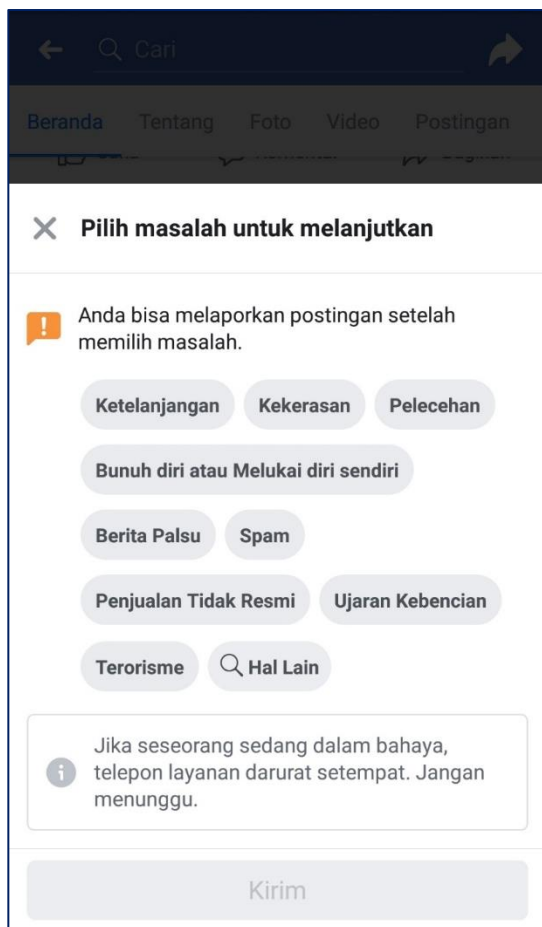 Cari
Beranda Tentang Foto Video Postingan
Pilih masalah untuk melanjutkan
Anda bisa melaporkan postingan setelah
memilih masalah.
Ketelanjangan Kekerasan Pelecehan
Bunuh diri atau Melukai diri sendiri
Berita Palsu Spam
Penjualan Tidak Resmi Ujaran Kebencian
Terorisme Hal Lain
Jika seseorang sedang dalam bahaya,
telepon layanan darurat setempat. Jangan
menunggu.
Kirim